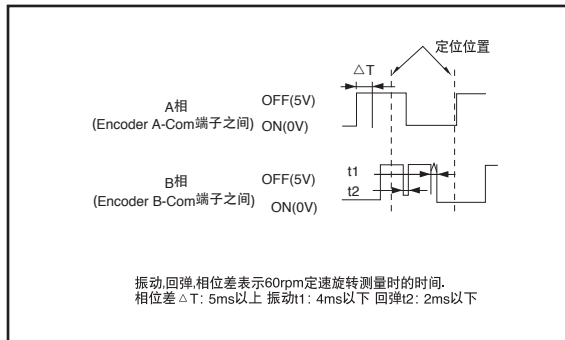 定位位置
△T
A相
(Encoder A-Com端子之间)
OFF(5V)
ON(0V)
B相
(Encoder B-Com端子之间)
OFF(5V)
ON(0V)
t1
t2
振动,回弹,相位差表示60rpm定速旋转测量时的时间.
相位差△T: 5ms以上 振动t1: 4ms以下 回弹t2: 2ms以下